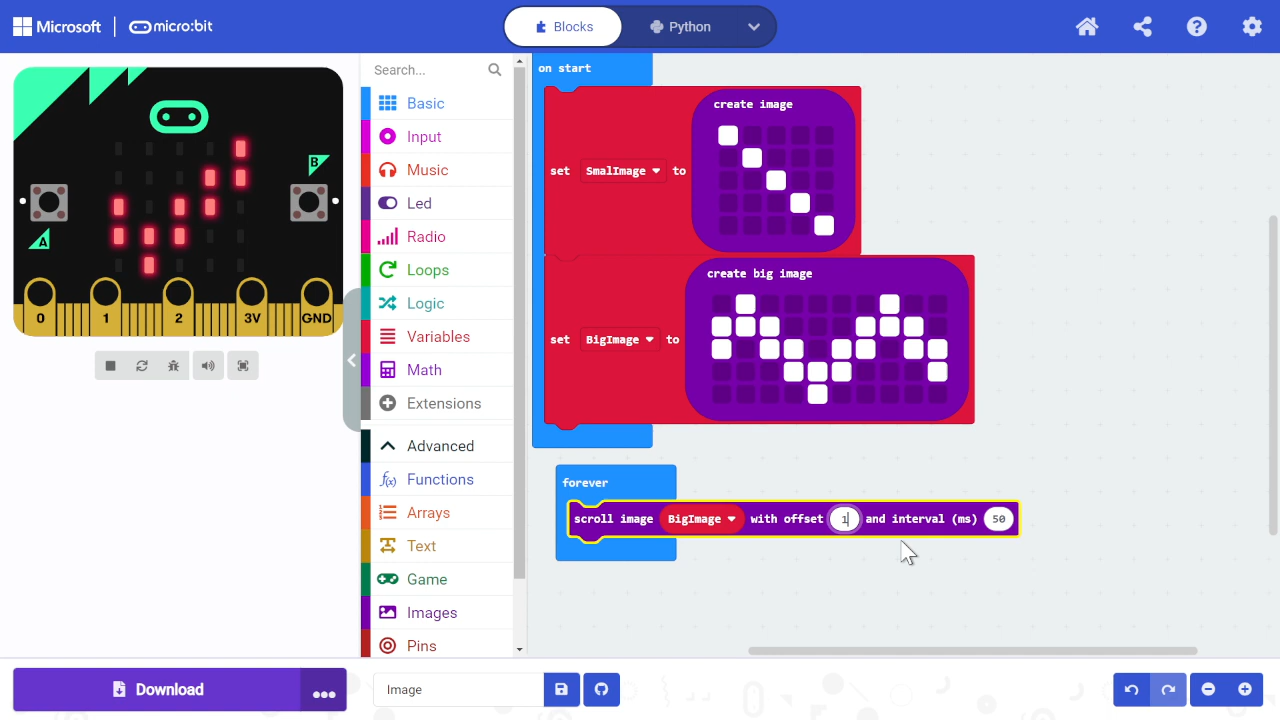 Microsoft | micro:bit
Blocks
Python
B
A
0 1 2 3V GND
Search...
Basic
Input
Music
Led
Radio
Loops
Logic
Variables
Math
Extensions
Advanced
Functions
Arrays
Text
Game
Images
Pins
on start
set SmalImage to
create image
set BigImage to
create big image
forever
scroll image BigImage with offset 1 and interval (ms) 50
Download
Image